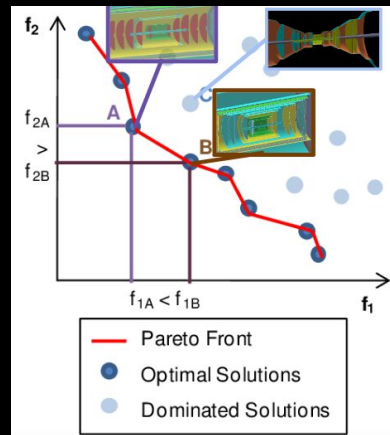 f2
A
C
f2A
>
B
f2B
f1A < f1B
f1
Pareto Front
Optimal Solutions
Dominated Solutions